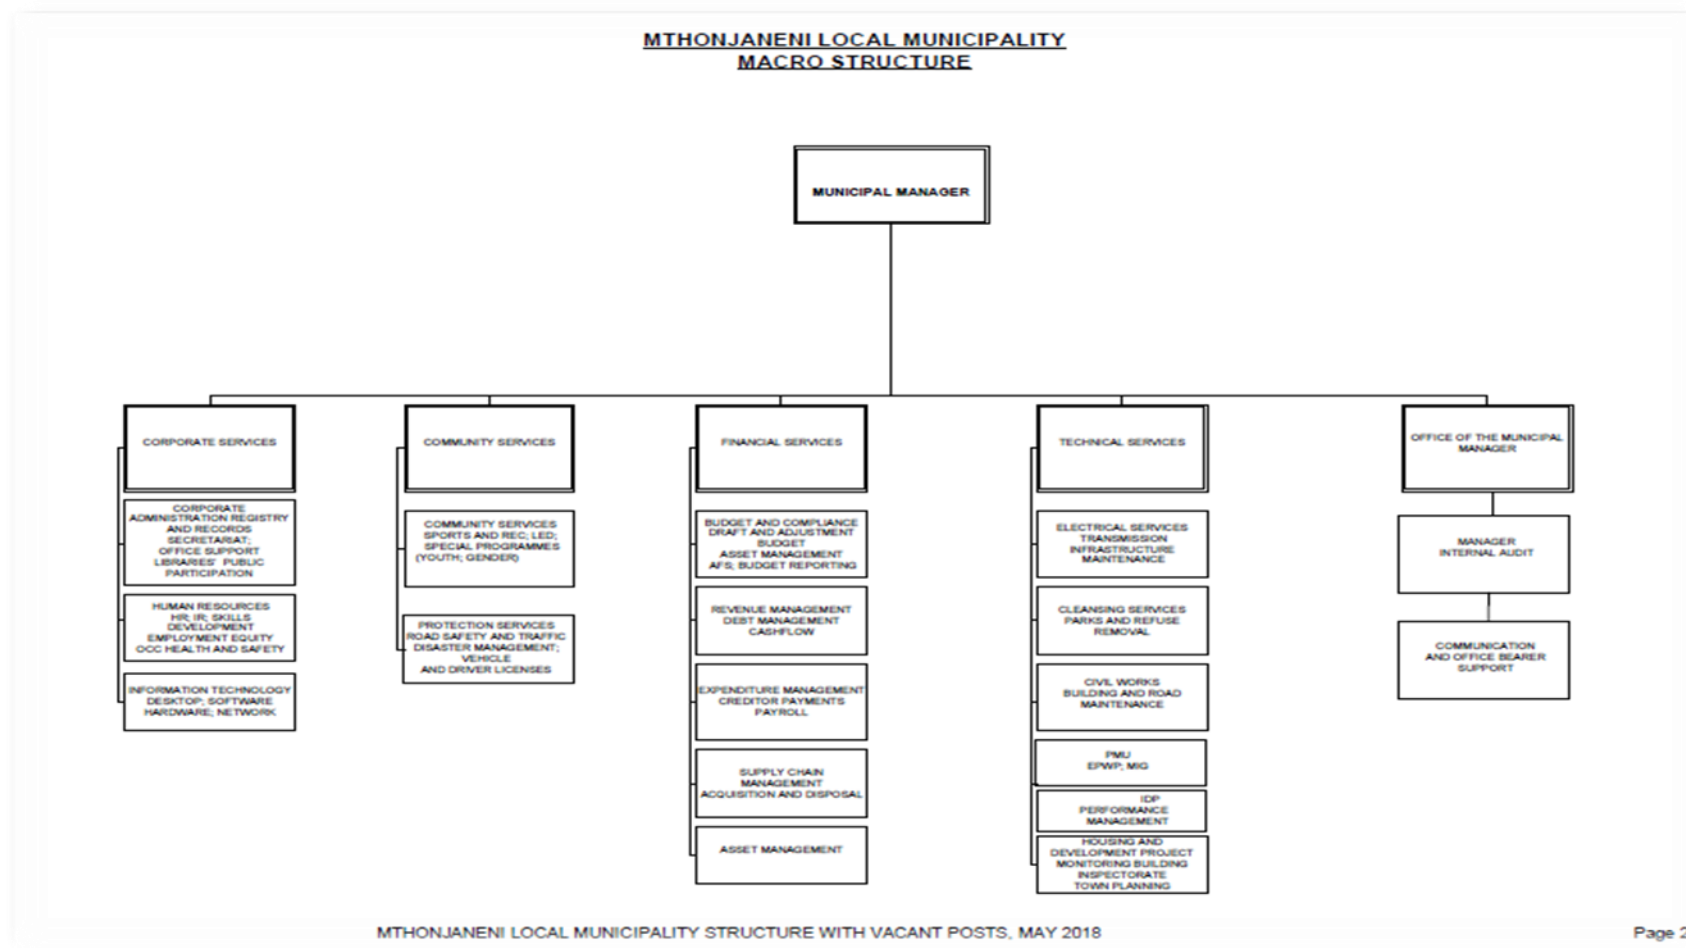 MTHONJANENI LOCAL MUNICIPALITY
MACRO STRUCTURE
MUNICIPAL MANAGER
CORPORATE SERVICES
CORPORATE
ADMINISTRATION REGISTRY
AND RECORDS
SECRETARIAT;
OFFICE SUPPORT
LIBRARIES' PUBLIC
PARTICIPATION
HUMAN RESOURCES
HR; IR; SKILLS
DEVELOPMENT
EMPLOYMENT EQUITY
OCC HEALTH AND SAFETY
INFORMATION TECHNOLOGY
DESKTOP; SOFTWARE
HARDWARE; NETWORK
COMMUNITY SERVICES
COMMUNITY SERVICES
SPORTS AND REC; LED;
SPECIAL PROGRAMMES
(YOUTH; GENDER)
PROTECTION SERVICES
ROAD SAFETY AND TRAFFIC
DISASTER MANAGEMENT;
VEHICLE
AND DRIVER LICENSES
FINANCIAL SERVICES
BUDGET AND COMPLIANCE
DRAFT AND ADJUSTMENT
BUDGET
ASSET MANAGEMENT
AFS; BUDGET REPORTING
REVENUE MANAGEMENT
DEBT MANAGEMENT
CASHFLOW
EXPENDITURE MANAGEMENT
CREDITOR PAYMENTS
PAYROLL
SUPPLY CHAIN
MANAGEMENT
ACQUISITION AND DISPOSAL
ASSET MANAGEMENT
TECHNICAL SERVICES
ELECTRICAL SERVICES
TRANSMISSION
INFRASTRUCTURE
MAINTENANCE
CLEANSING SERVICES
PARKS AND REFUSE
REMOVAL
CIVIL WORKS
BUILDING AND ROAD
MAINTENANCE
PMU
EPWP; MIG
IDP
PERFORMANCE
MANAGEMENT
HOUSING AND
DEVELOPMENT PROJECT
MONITORING BUILDING
INSPECTORATE
TOWN PLANNING
OFFICE OF THE MUNICIPAL
MANAGER
MANAGER
INTERNAL AUDIT
COMMUNICATION
AND OFFICE BEARER
SUPPORT
MTHONJANENI LOCAL MUNICIPALITY STRUCTURE WITH VACANT POSTS, MAY 2018
Page 2